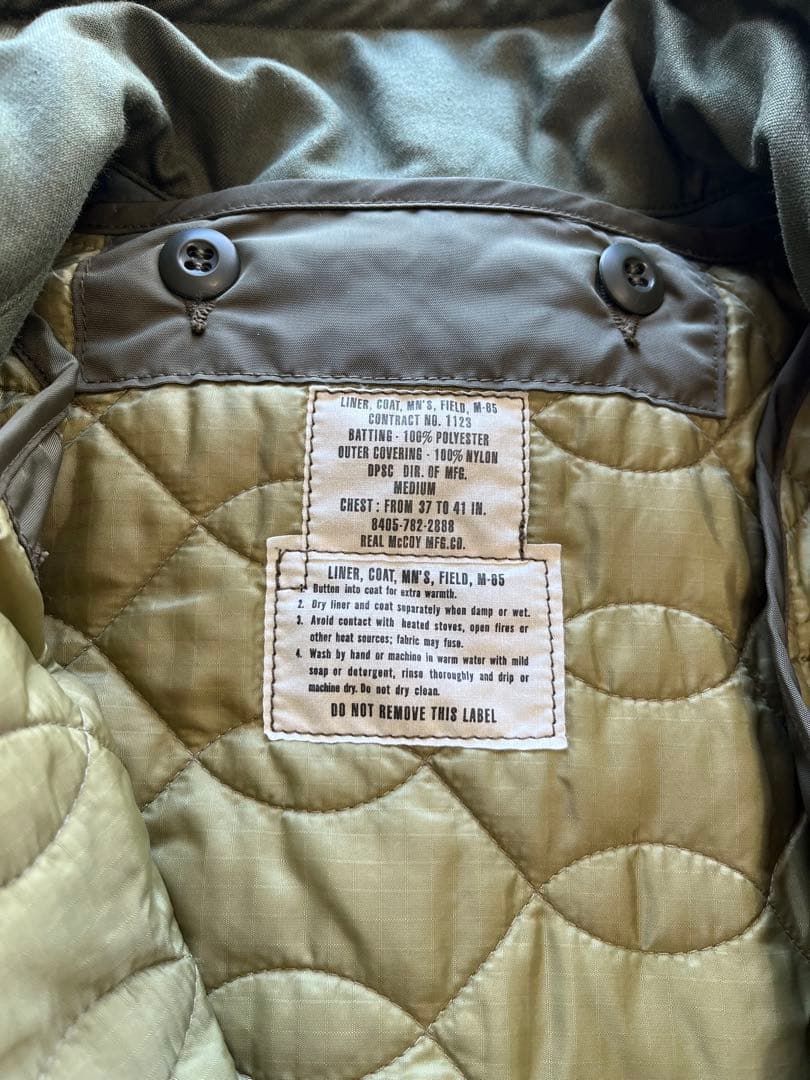 LINER, COAT, MN'S, FIELD, M-65
CONTRACT NO. 1123
BATTING - 100% POLYESTER
OUTER COVERING - 100% NYLON
DPSC DIR. OF MFG.
MEDIUM
CHEST : FROM 37 TO 41 IN.
8405-782-2888
REAL McCOY MFG.CO.
LINER, COAT, MN'S, FIELD, M-65
1. Button into coat for extra warmth.
2. Dry liner and coat separately when damp or wet.
3. Avoid contact with heated stoves, open fires or
other heat sources; fabric may fuse.
4. Wash by hand or machine in warm water with mild
soap or detergent, rinse thoroughly and drip or
machine dry. Do not dry clean.
DO NOT REMOVE THIS LABEL